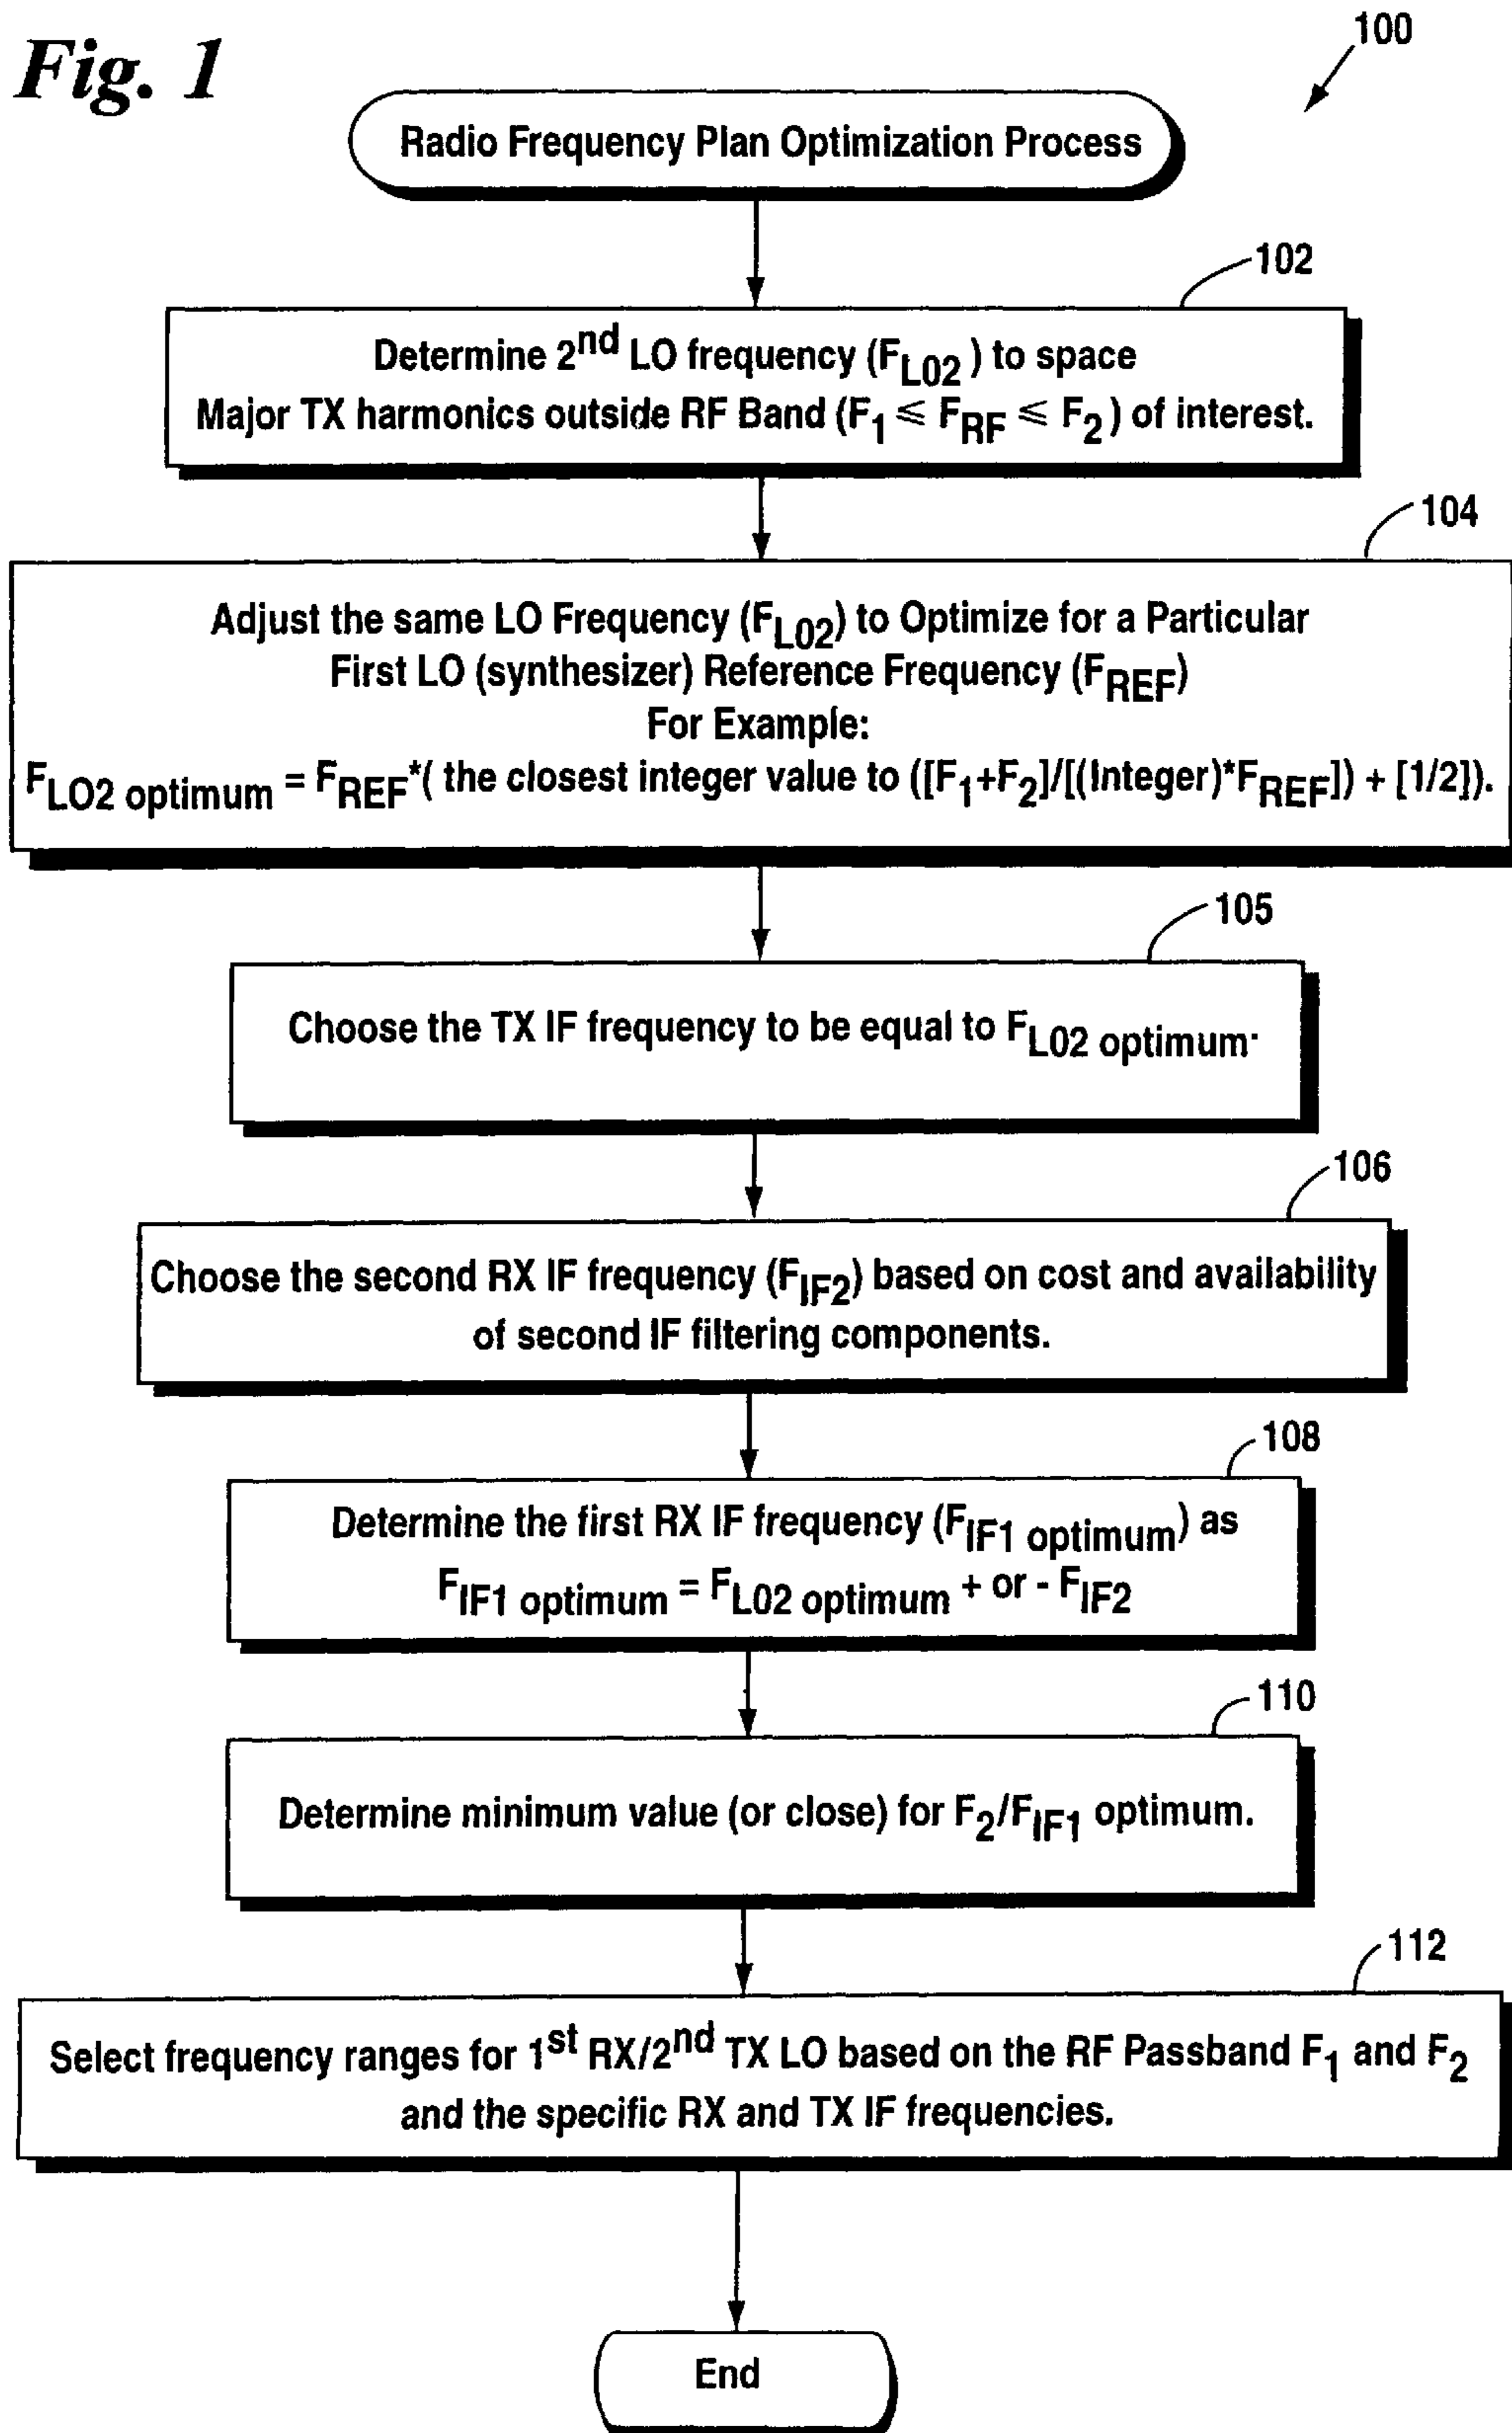 Fig. 1
100
Radio Frequency Plan Optimization Process
102
Determine 2nd LO frequency (FL02) to space
Major TX harmonics outside RF Band (F1 ≤ FRF ≤ F2) of interest.
104
Adjust the same LO Frequency (FL02) to Optimize for a Particular
First LO (synthesizer) Reference Frequency (FREF)
For Example:
FLO2 optimum = FREF*( the closest integer value to ([F1+F2]/[(Integer)*FREF]) + [1/2]).
105
Choose the TX IF frequency to be equal to FL02 optimum.
106
Choose the second RX IF frequency (FIF2) based on cost and availability
of second IF filtering components.
108
Determine the first RX IF frequency (FIF1 optimum) as
FIF1 optimum = FL02 optimum + or - FIF2
110
Determine minimum value (or close) for F2/FIF1 optimum.
112
Select frequency ranges for 1st RX/2nd TX LO based on the RF Passband F1 and F2
and the specific RX and TX IF frequencies.
End